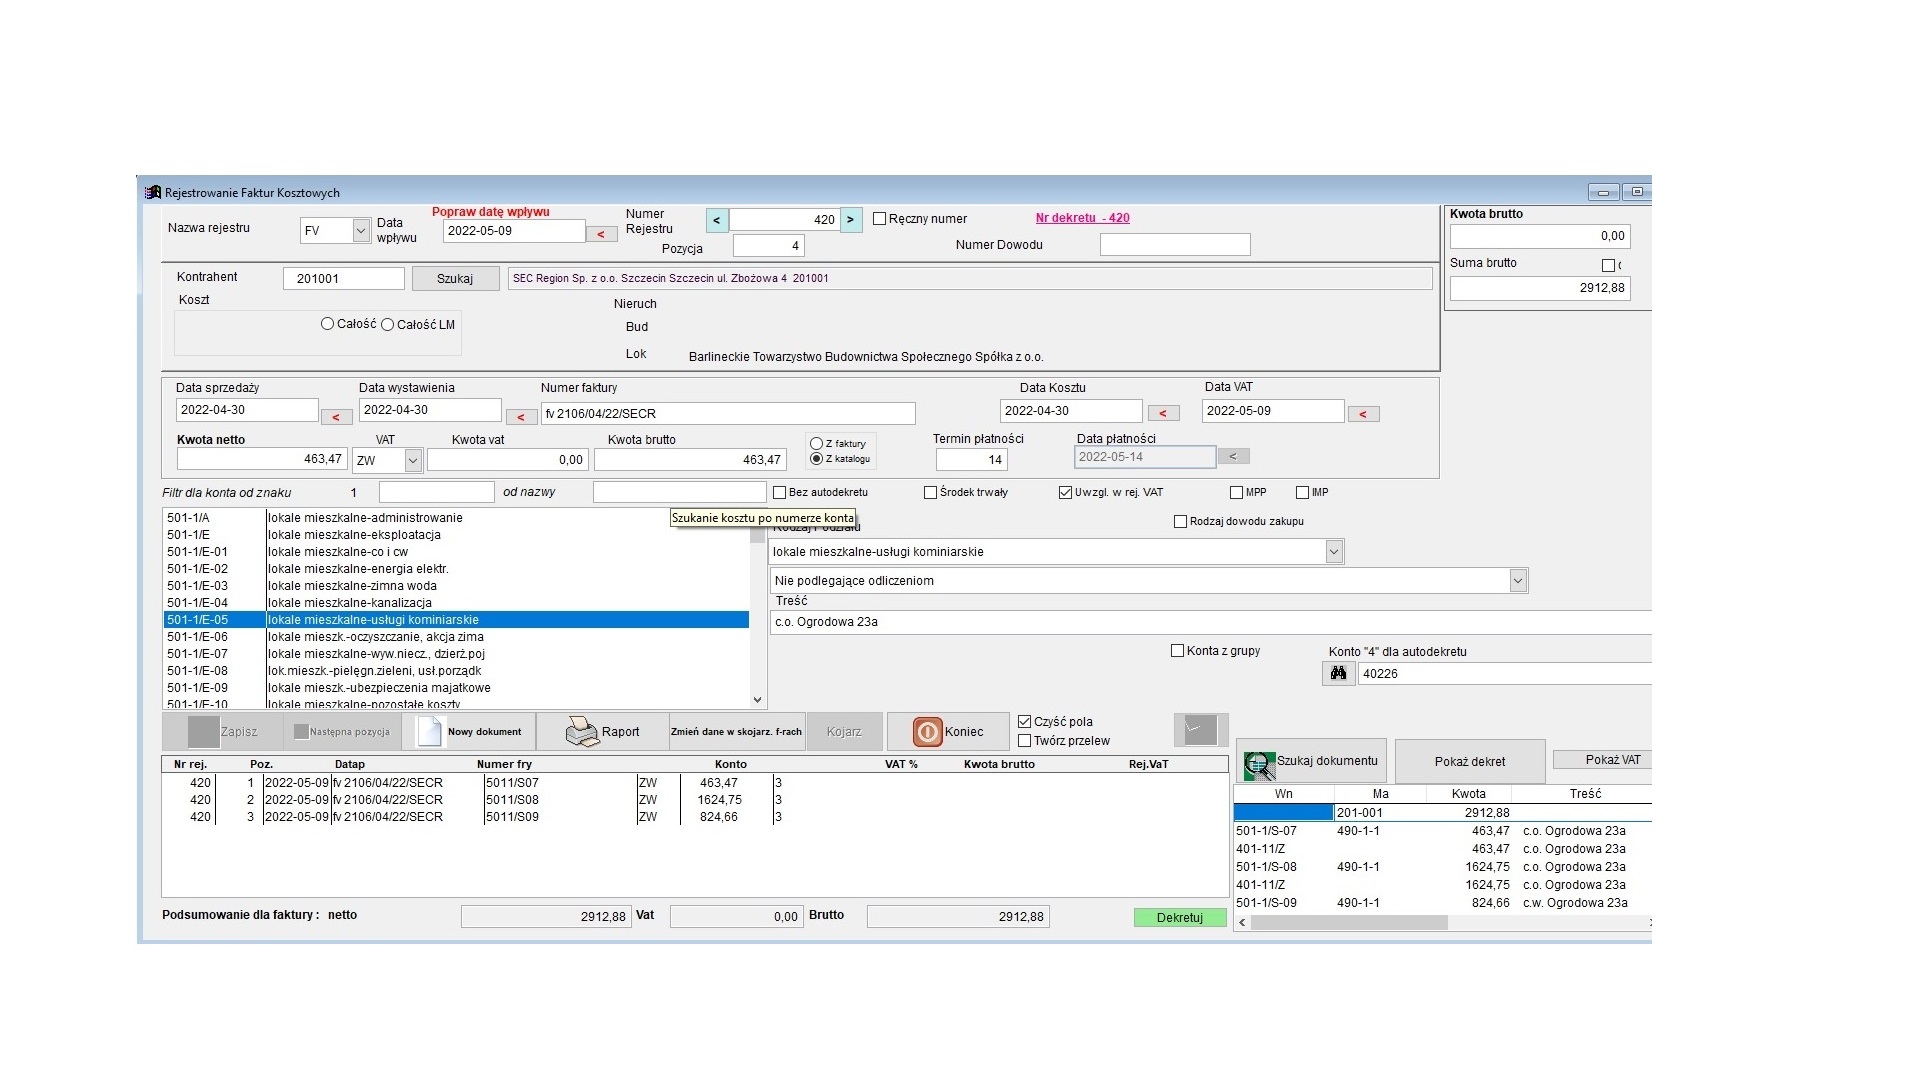 Rejestrowanie Faktur Kosztowych
Nazwa rejestru FV Data wpływu Popraw datę wpływu 2022-05-09 < Numer Rejestru < 420 > Ręczny numer Nr dekretu - 420
Pozycja 4 Numer Dowodu
Kwota brutto
0,00
Suma brutto
2912,88
Kontrahent 201001 Szukaj SEC Region Sp. z o.o. Szczecin Szczecin ul. Zbożowa 4 201001
Koszt Nieruch
Całość Całość LM Bud
Lok Barlineckie Towarzystwo Budownictwa Społecznego Spółka z o.o.
Data sprzedaży Data wystawienia Numer faktury Data Kosztu Data VAT
2022-04-30 < 2022-04-30 < fv 2106/04/22/SECR 2022-04-30 < 2022-05-09 <
Kwota netto VAT Kwota vat Kwota brutto Z faktury Termin płatności Data płatności
463,47 ZW 0,00 463,47 Z katalogu 14 2022-05-14 <
Filtr dla konta od znaku 1 od nazwy Bez autodekretu Środek trwały Uwzgl. w rej. VAT MPP IMP
Szukanie kosztu po numerze konta
Rodzaj Podziału
Rodzaj dowodu zakupu
501-1/A lokale mieszkalne-administrowanie
501-1/E lokale mieszkalne-eksploatacja
501-1/E-01 lokale mieszkalne-co i cw
501-1/E-02 lokale mieszkalne-energia elektr.
501-1/E-03 lokale mieszkalne-zimna woda
501-1/E-04 lokale mieszkalne-kanalizacja
501-1/E-05 lokale mieszkalne-usługi kominiarskie
501-1/E-06 lokale mieszk.-oczyszczanie, akcja zima
501-1/E-07 lokale mieszkalne-wyw.niecz., dzierż.poj
501-1/E-08 lok.mieszk.-pielęgn.zieleni, usł.porządk
501-1/E-09 lokale mieszk.-ubezpieczenia majatkowe
501-1/E-10 lokale mieszkalne-pozostałe koszty
lokale mieszkalne-usługi kominiarskie
Nie podlegające odliczeniom
Treść
c.o. Ogrodowa 23a
Konta z grupy Konto "4" dla autodekretu
40226
Zapisz Następna pozycja Nowy dokument Raport Zmień dane w skojarz. f-rach Kojarz Koniec Czyść pola
Twórz przelew
Szukaj dokumentu Pokaż dekret Pokaż VAT
Nr rej. Poz. Datap Numer fry Konto VAT % Kwota brutto Rej.VaT
420 1 2022-05-09 fv 2106/04/22/SECR 5011/S07 ZW 463,47 3
420 2 2022-05-09 fv 2106/04/22/SECR 5011/S08 ZW 1624,75 3
420 3 2022-05-09 fv 2106/04/22/SECR 5011/S09 ZW 824,66 3
Wn Ma Kwota Treść
201-001 2912,88
501-1/S-07 490-1-1 463,47 c.o. Ogrodowa 23a
401-11/Z 463,47 c.o. Ogrodowa 23a
501-1/S-08 490-1-1 1624,75 c.o. Ogrodowa 23a
401-11/Z 1624,75 c.o. Ogrodowa 23a
501-1/S-09 490-1-1 824,66 c.w. Ogrodowa 23a
Podsumowanie dla faktury : netto 2912,88 Vat 0,00 Brutto 2912,88 Dekretuj